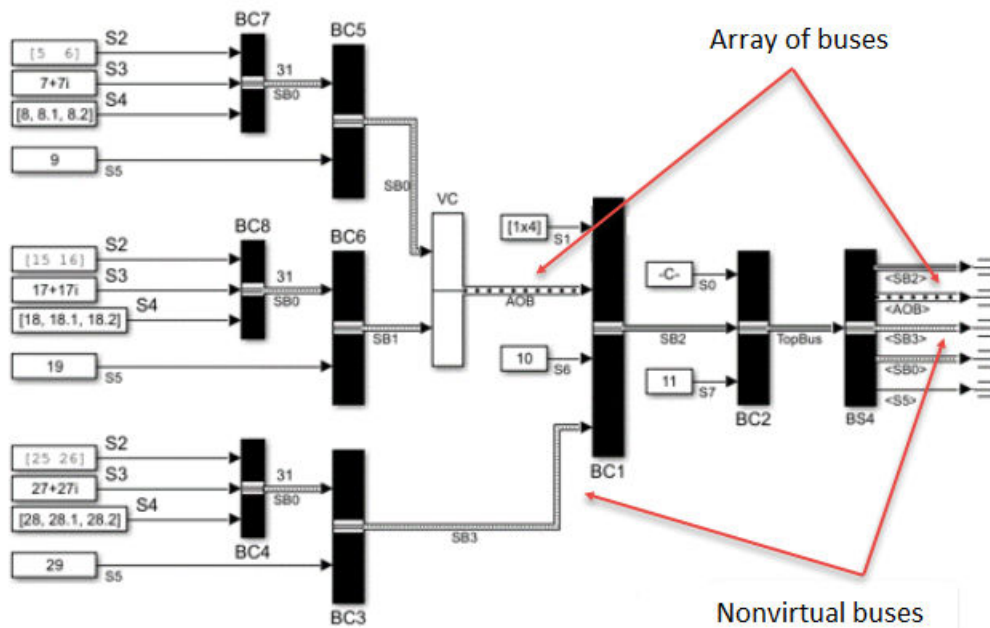 BC7
BC5
Array of buses
[5 6]
S2
7+7i
S3
31
SB0
[8, 8.1, 8.2]
S4
9
S5
SB0
VC
BC8
BC6
[1x4]
S1
[15 16]
S2
17+17i
S3
31
SB0
[18, 18.1, 18.2]
S4
SB1
AOB
-C-
S0
<SB2>
<AOB>
<SB3>
<SB0>
<S5>
19
S5
10
S6
SB2
TopBus
11
S7
BC2
BS4
BC1
[25 26]
S2
27+27i
S3
31
SB0
[28, 28.1, 28.2]
S4
BC4
SB3
29
S5
BC3
Nonvirtual buses